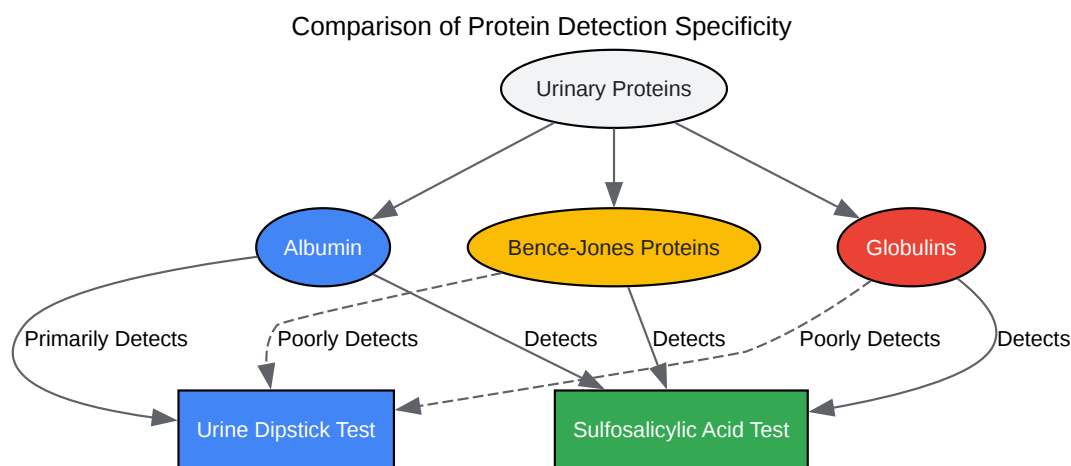 Comparison of Protein Detection Specificity
Urinary Proteins
Albumin
Bence-Jones Proteins
Globulins
Primarily Detects
Poorly Detects
Detects
Detects
Poorly Detects
Detects
Urine Dipstick Test
Sulfosalicylic Acid Test